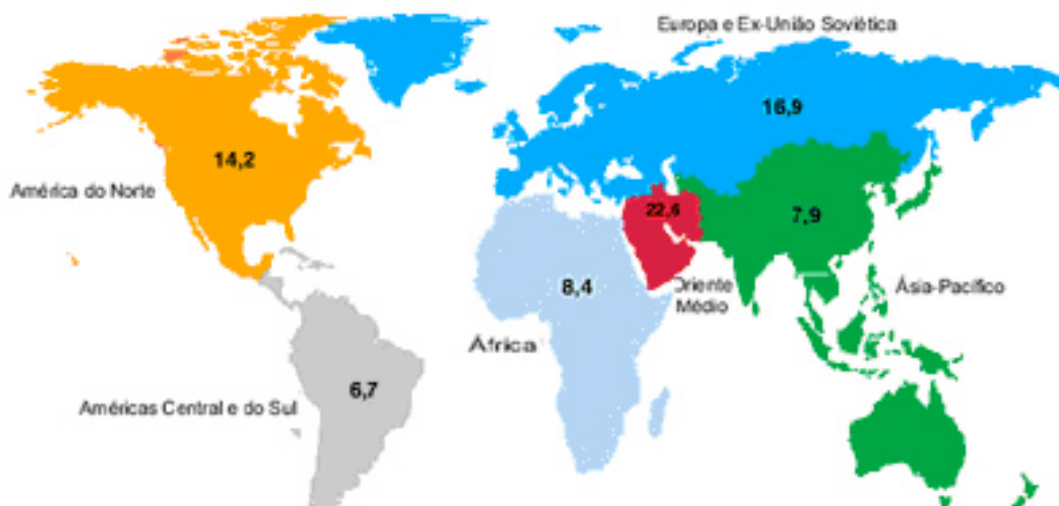 Europa e Ex-União Soviética
16,9
14,2
América do Norte
22,6
7,9
8,4
Oriente
Médio
Ásia-Pacífico
África
6,7
Américas Central e do Sul